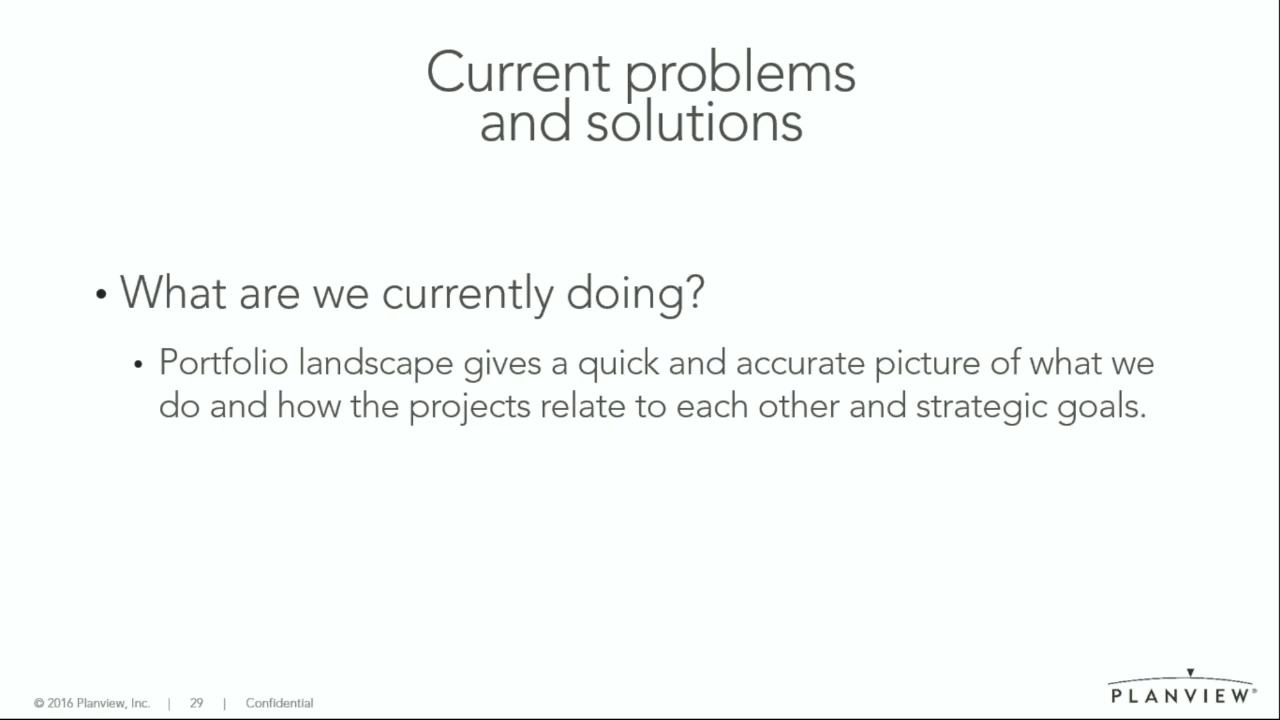 Current problems
and solutions
• What are we currently doing?
• Portfolio landscape gives a quick and accurate picture of what we
do and how the projects relate to each other and strategic goals.
© 2016 Planview, Inc. | 29 | Confidential
PLANVIEW®